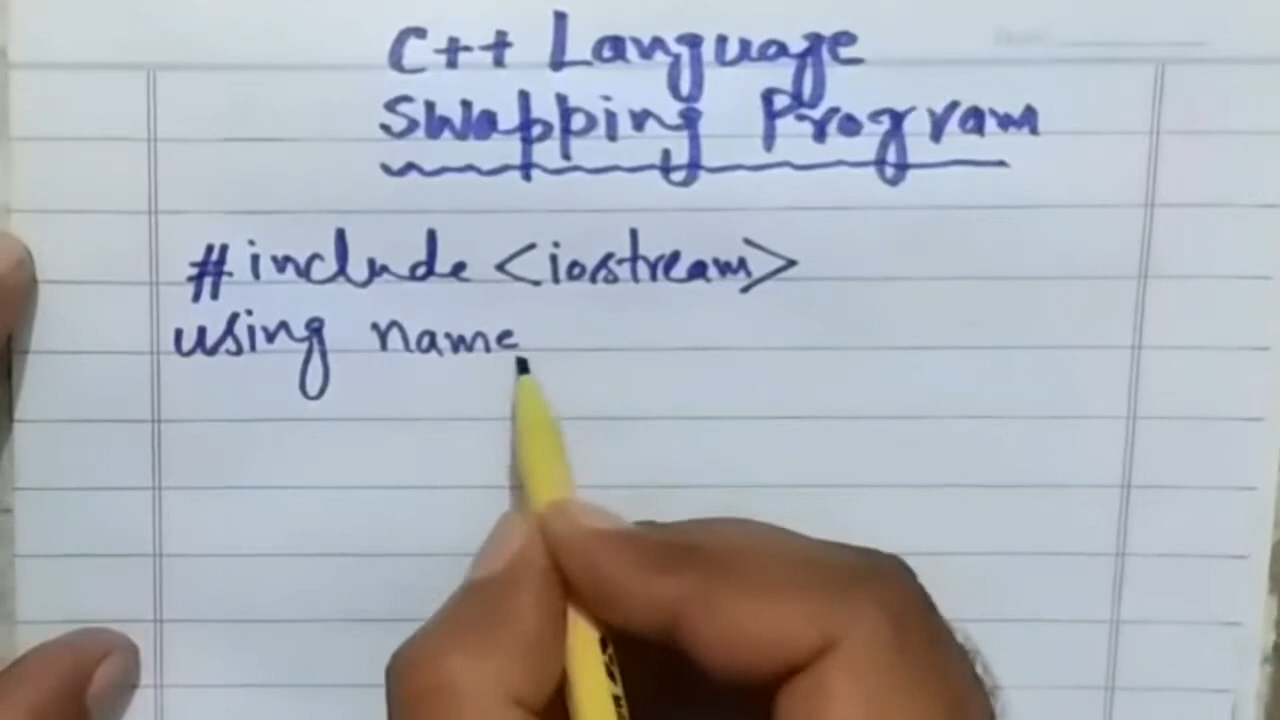 C++ Language
Swapping Program
#include <iostream>
using name